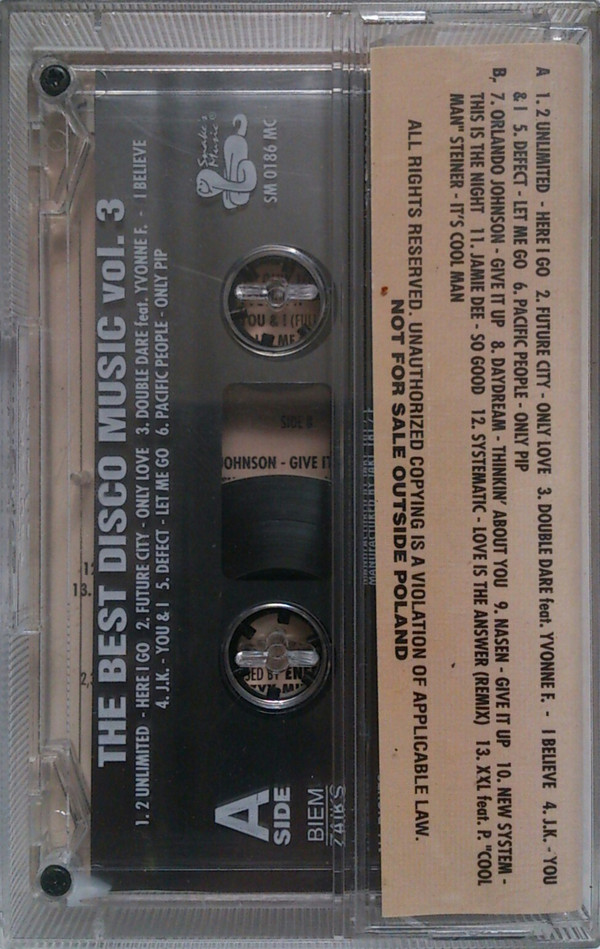 THE BEST DISCO MUSIC vol. 3
1. 2 UNLIMITED - HERE I GO 2. FUTURE CITY - ONLY LOVE 3. DOUBLE DARE feat. YVONNE F. - I BELIEVE
4. J.K. - YOU & I 5. DEFECT - LET ME GO 6. PACIFIC PEOPLE - ONLY PIP
Snake's Music
SM 0186 MC
YOU & I (FULL
SIDE B
JOHNSON - GIVE IT
A
SIDE
BIEM
ZAIKS
A 1. 2 UNLIMITED - HERE I GO 2. FUTURE CITY - ONLY LOVE 3. DOUBLE DARE feat. YVONNE F. - I BELIEVE 4. J.K. - YOU
& I 5. DEFECT - LET ME GO 6. PACIFIC PEOPLE - ONLY PIP
B, 7. ORLANDO JOHNSON - GIVE IT UP 8. DAYDREAM - THINKIN' ABOUT YOU 9. NASEN - GIVE IT UP 10. NEW SYSTEM -
THIS IS THE NIGHT 11. JAMIE DEE - SO GOOD 12. SYSTEMATIC - LOVE IS THE ANSWER (REMIX) 13. XXL feat. P. "COOL
MAN" STEINER - IT'S COOL MAN
ALL RIGHTS RESERVED. UNAUTHORIZED COPYING IS A VIOLATION OF APPLICABLE LAW.
NOT FOR SALE OUTSIDE POLAND